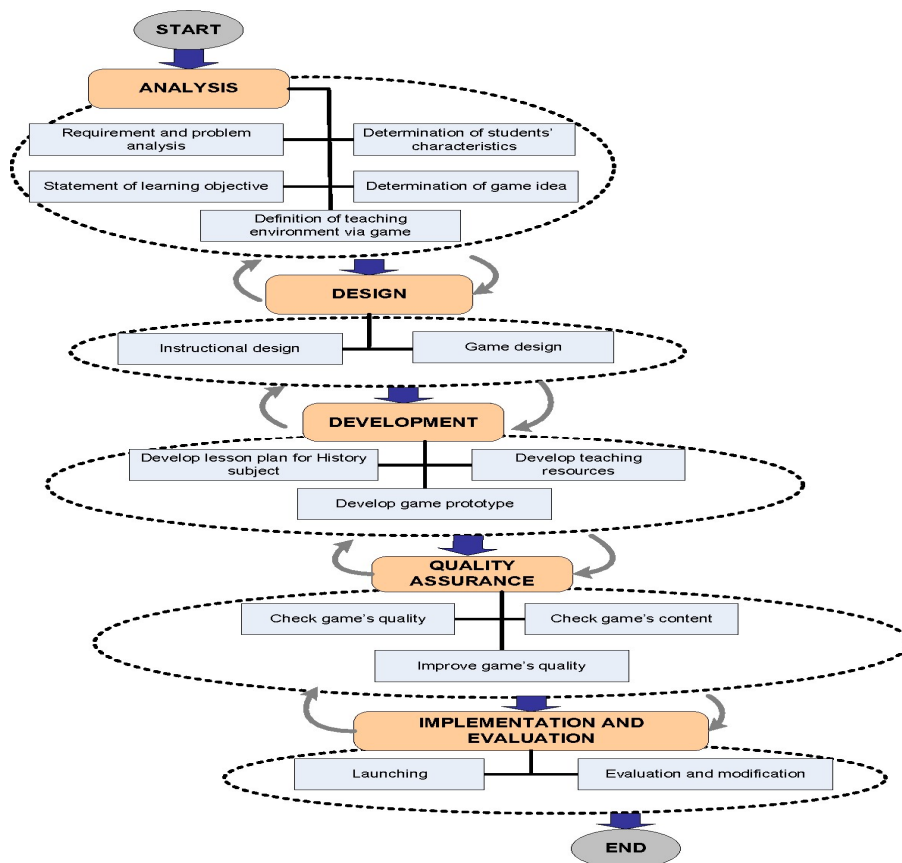 START
ANALYSIS
Requirement and problem
analysis
Determination of students'
characteristics
Statement of learning objective
Determination of game idea
Definition of teaching
environment via game
DESIGN
Instructional design
Game design
DEVELOPMENT
Develop lesson plan for History
subject
Develop teaching
resources
Develop game prototype
QUALITY
ASSURANCE
Check game's quality
Check game's content
Improve game's quality
IMPLEMENTATION AND
EVALUATION
Launching
Evaluation and modification
END